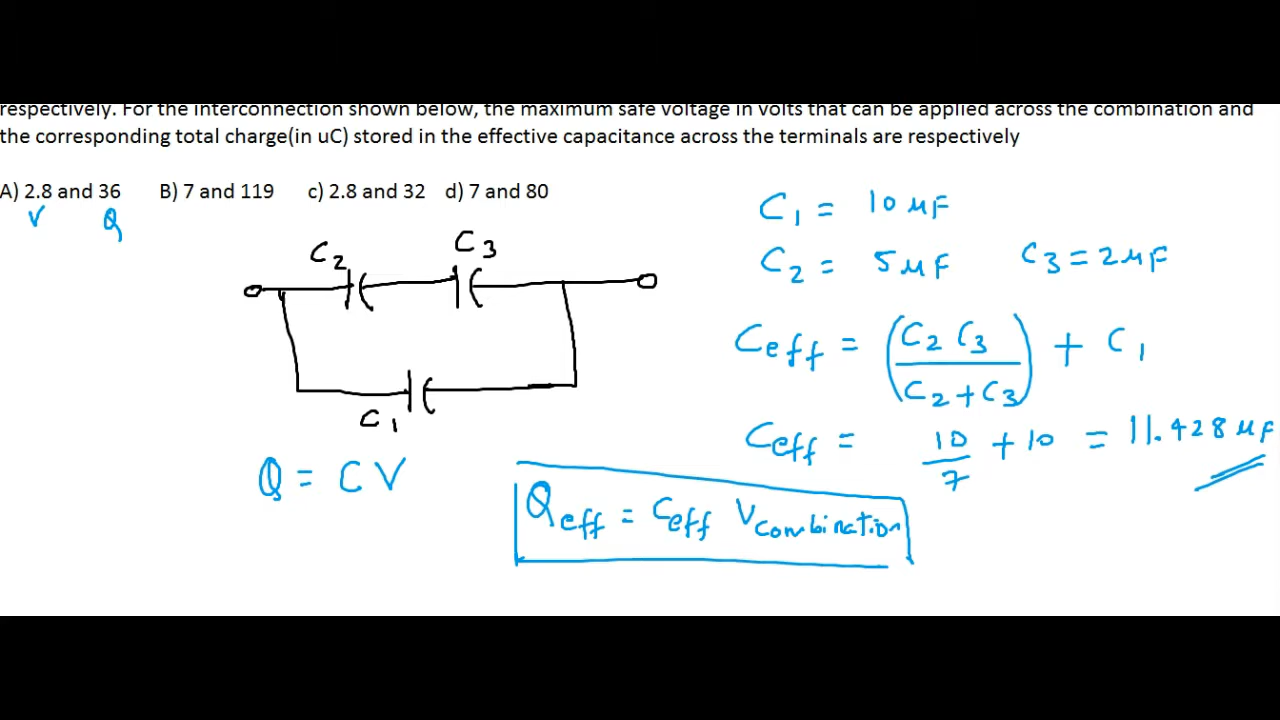 respectively. For the interconnection shown below, the maximum safe voltage in volts that can be applied across the combination and
the corresponding total charge(in uC) stored in the effective capacitance across the terminals are respectively
A) 2.8 and 36 B) 7 and 119 c) 2.8 and 32 d) 7 and 80
V Q
C2 C3
C1
Q = CV
C1 = 10 μF
C2 = 5 μF C3 = 2 μF
Ceff = (C2 C3 / C2 + C3) + C1
Ceff = 10/7 + 10 = 11.428 μF
Qeff = Ceff Vcombination